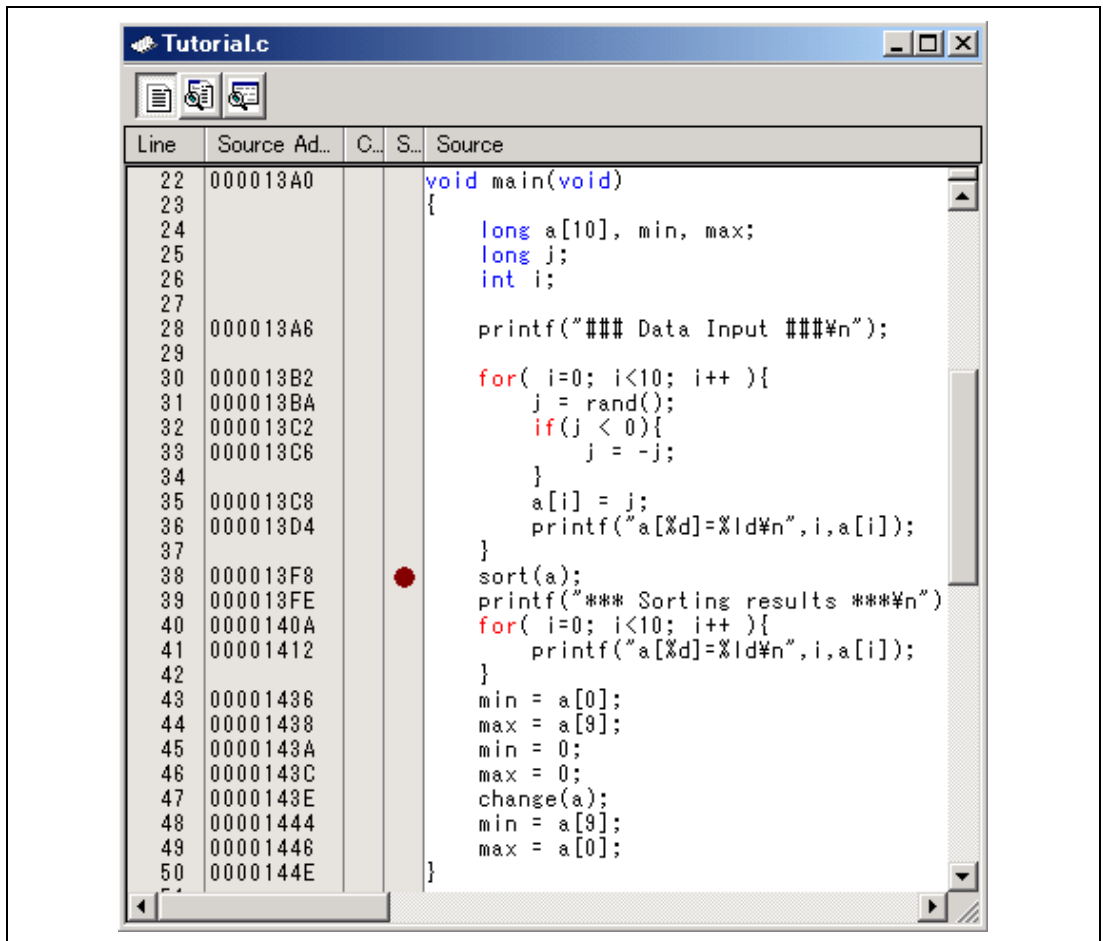 Tutorial.c
Line Source Ad... C... S... Source
22 000013A0 void main(void)
23 {
24 long a[10], min, max;
25 long j;
26 int i;
27
28 000013A6 printf("### Data Input ###¥n");
29
30 000013B2 for( i=0; i<10; i++ ){
31 000013BA j = rand();
32 000013C2 if(j < 0){
33 000013C6 j = -j;
34 }
35 000013C8 a[i] = j;
36 000013D4 printf("a[%d]=%ld¥n",i,a[i]);
37 }
38 000013F8 sort(a);
39 000013FE printf("*** Sorting results ***¥n")
40 0000140A for( i=0; i<10; i++ ){
41 00001412 printf("a[%d]=%ld¥n",i,a[i]);
42 }
43 00001436 min = a[0];
44 00001438 max = a[9];
45 0000143A min = 0;
46 0000143C max = 0;
47 0000143E change(a);
48 00001444 min = a[9];
49 00001446 max = a[0];
50 0000144E }